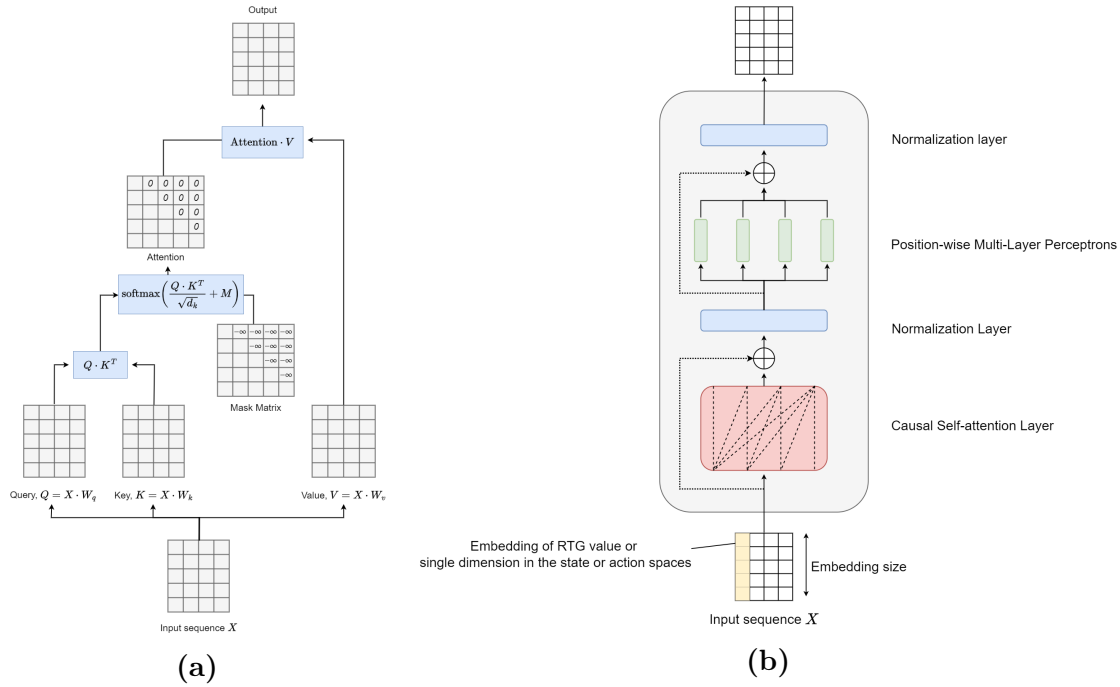 Output
Attention · V
0 0 0 0
0 0 0
0 0
0
Attention
softmax(Q · K^T / √d_k + M)
−∞ −∞ −∞ −∞
−∞ −∞ −∞
−∞ −∞
−∞
Mask Matrix
Q · K^T
Query, Q = X · W_q
Key, K = X · W_k
Value, V = X · W_v
Input sequence X
(a)
Normalization layer
Position-wise Multi-Layer Perceptrons
Normalization Layer
Causal Self-attention Layer
Embedding of RTG value or
single dimension in the state or action spaces
Embedding size
Input sequence X
(b)